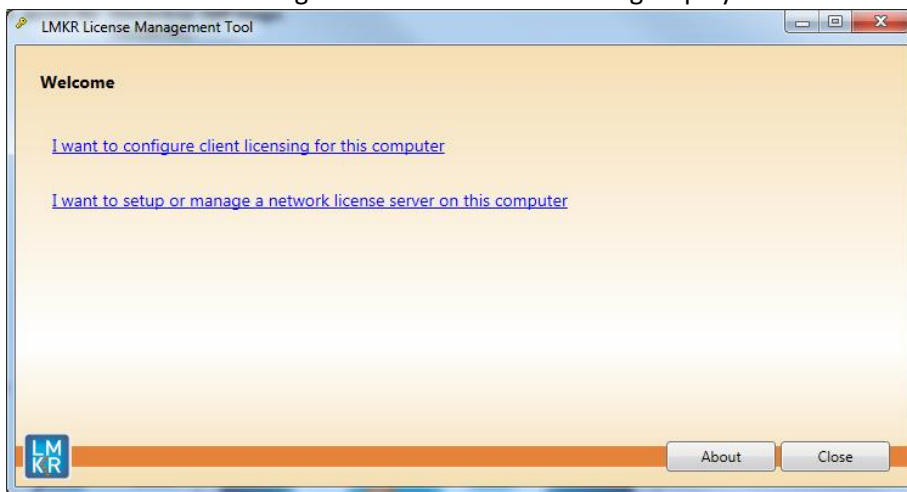 LMKR License Management Tool
Welcome
I want to configure client licensing for this computer
I want to setup or manage a network license server on this computer
LM
KR
About
Close